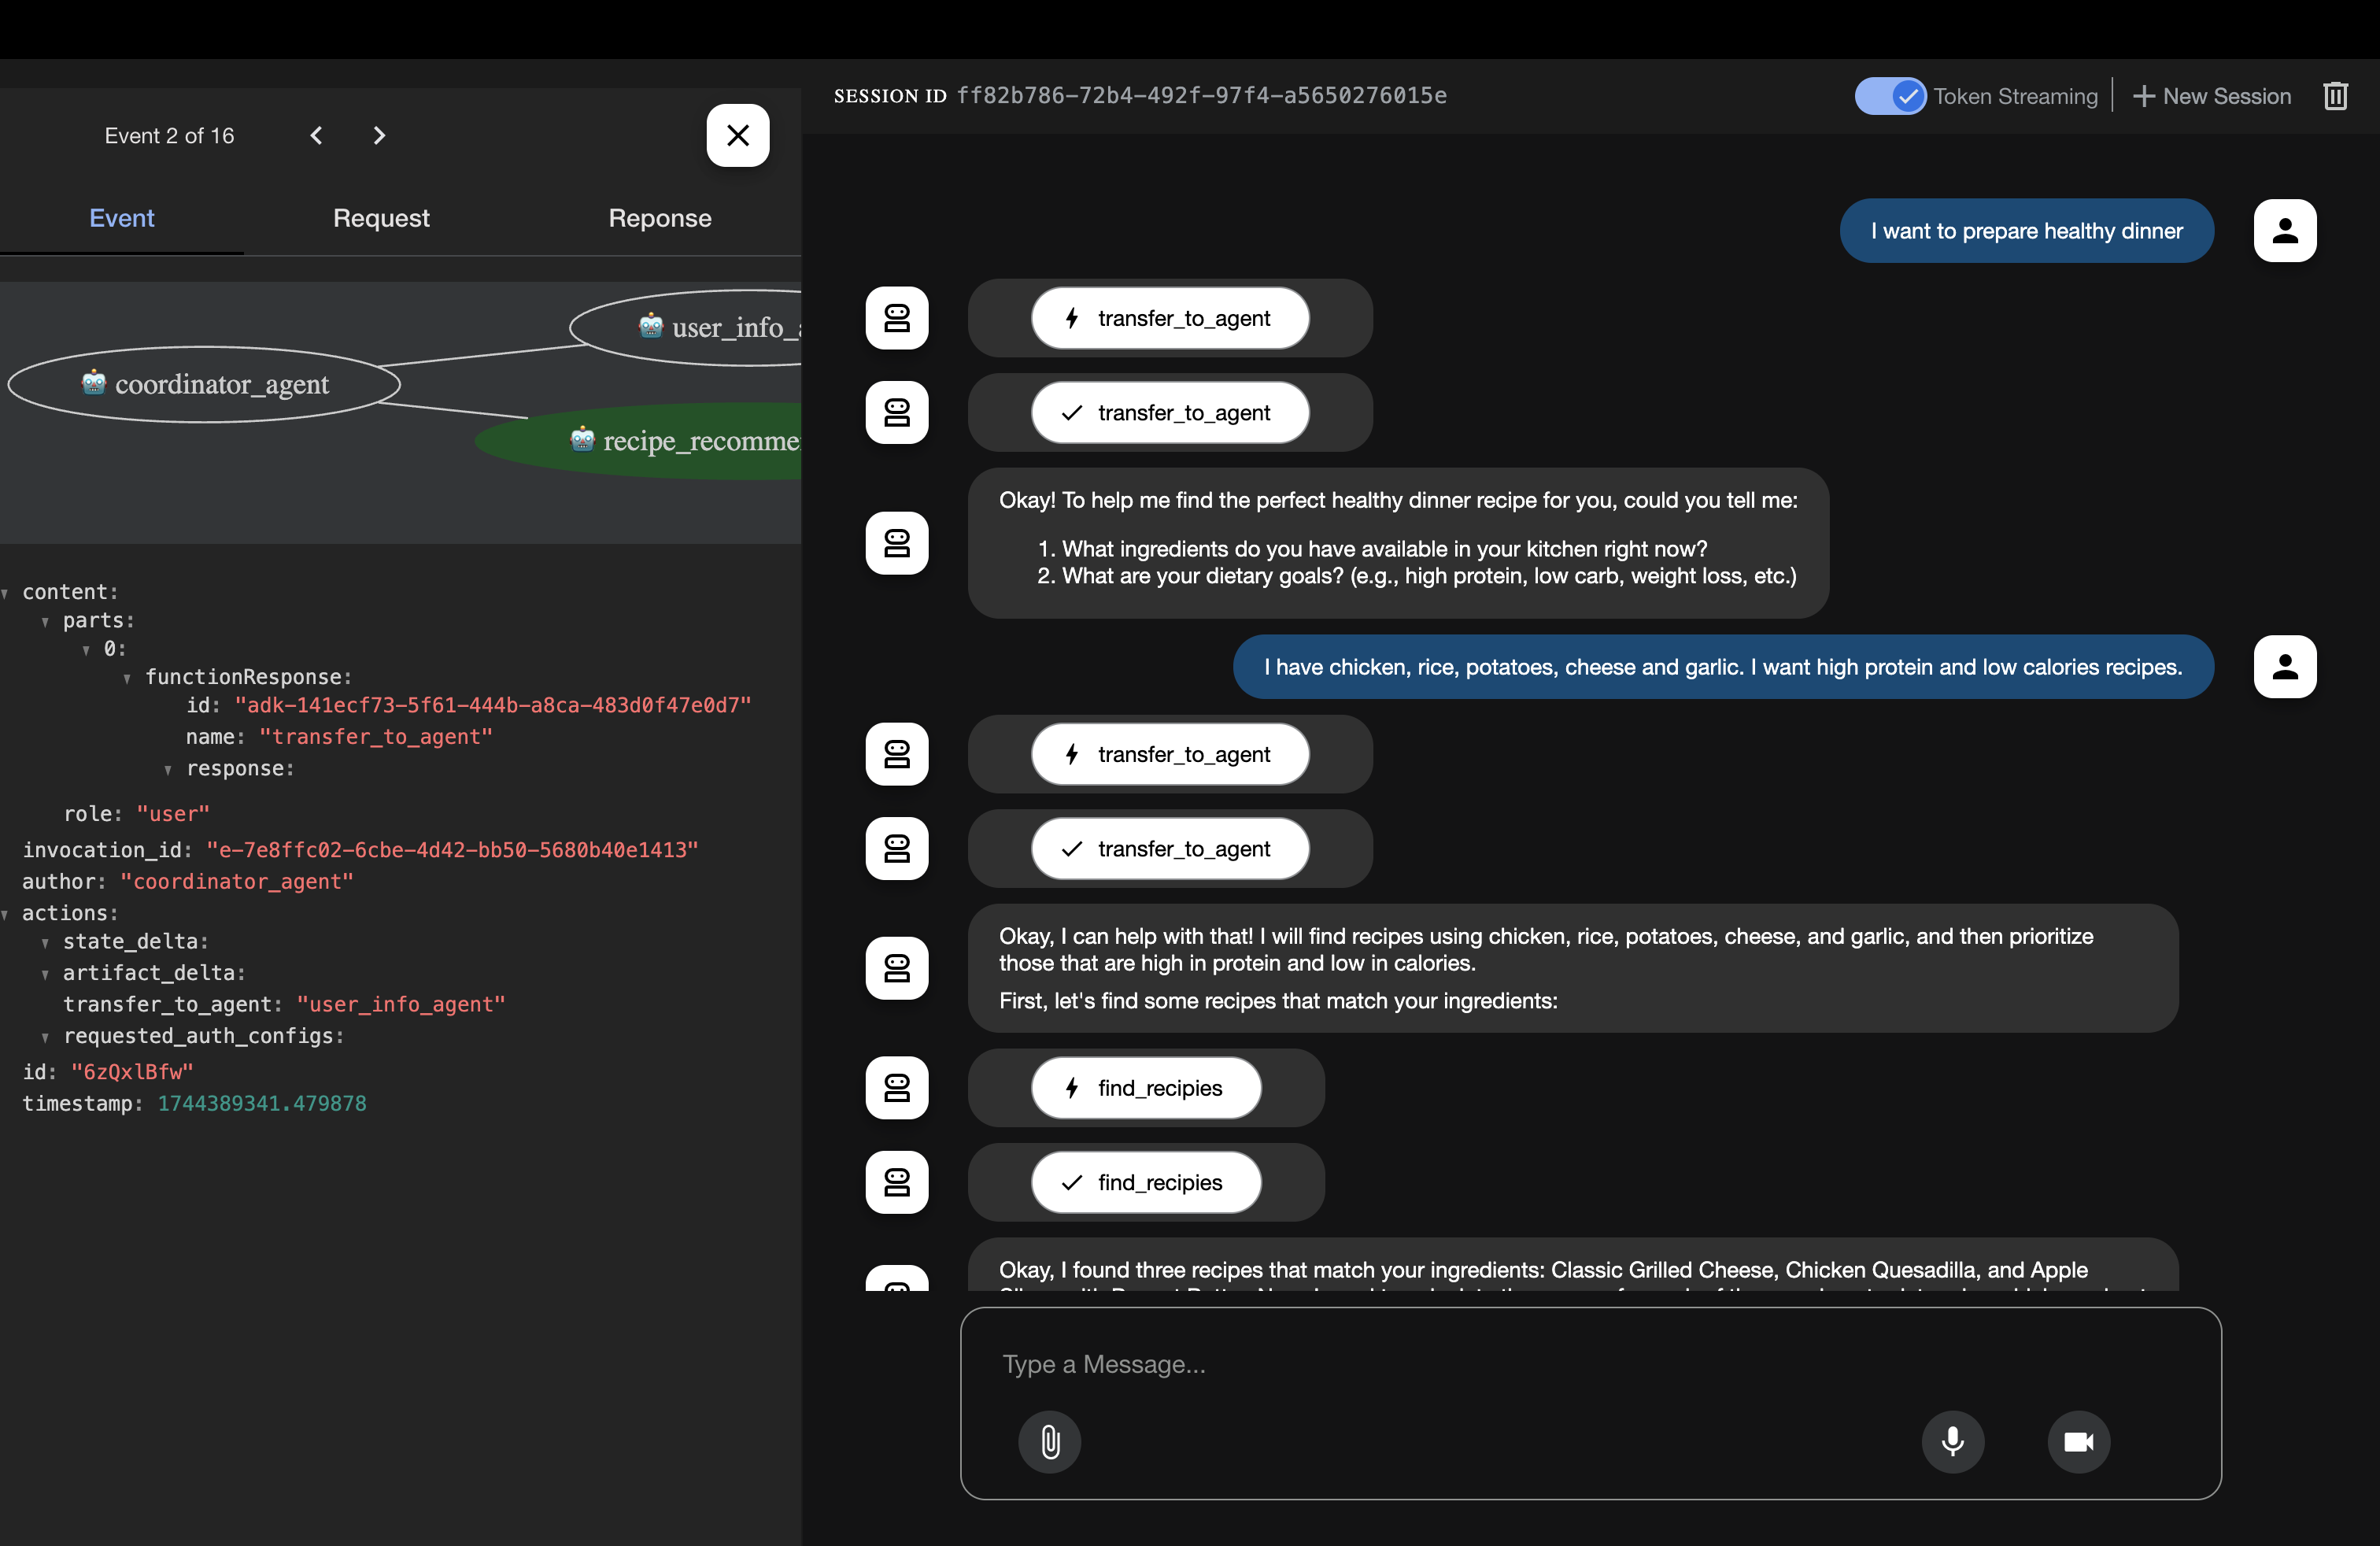 Event 2 of 16
Event Request Reponse
coordinator_agent
user_info_
recipe_recomme
content:
parts:
0:
functionResponse:
id: "adk-141ecf73-5f61-444b-a8ca-483d0f47e0d7"
name: "transfer_to_agent"
response:
role: "user"
invocation_id: "e-7e8ffc02-6cbe-4d42-bb50-5680b40e1413"
author: "coordinator_agent"
actions:
state_delta:
artifact_delta:
transfer_to_agent: "user_info_agent"
requested_auth_configs:
id: "6zQxlBfw"
timestamp: 1744389341.479878
SESSION ID ff82b786-72b4-492f-97f4-a5650276015e
Token Streaming
New Session
I want to prepare healthy dinner
transfer_to_agent
transfer_to_agent
Okay! To help me find the perfect healthy dinner recipe for you, could you tell me:
1. What ingredients do you have available in your kitchen right now?
2. What are your dietary goals? (e.g., high protein, low carb, weight loss, etc.)
I have chicken, rice, potatoes, cheese and garlic. I want high protein and low calories recipes.
transfer_to_agent
transfer_to_agent
Okay, I can help with that! I will find recipes using chicken, rice, potatoes, cheese, and garlic, and then prioritize
those that are high in protein and low in calories.
First, let's find some recipes that match your ingredients:
find_recipies
find_recipies
Okay, I found three recipes that match your ingredients: Classic Grilled Cheese, Chicken Quesadilla, and Apple
Type a Message...